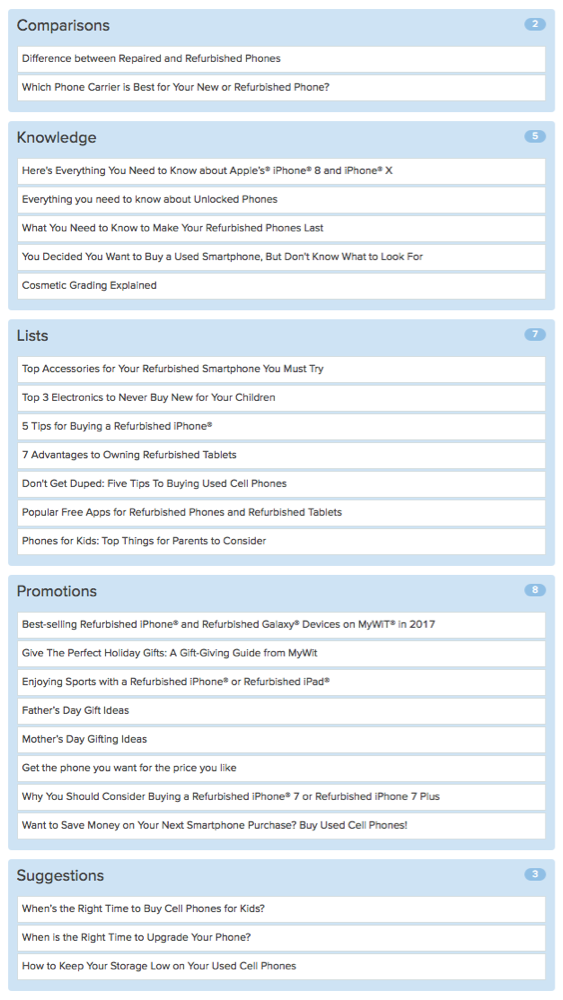 Comparisons 2
Difference between Repaired and Refurbished Phones
Which Phone Carrier is Best for Your New or Refurbished Phone?
Knowledge 5
Here's Everything You Need to Know about Apple's® iPhone® 8 and iPhone® X
Everything you need to know about Unlocked Phones
What You Need to Know to Make Your Refurbished Phones Last
You Decided You Want to Buy a Used Smartphone, But Don't Know What to Look For
Cosmetic Grading Explained
Lists 7
Top Accessories for Your Refurbished Smartphone You Must Try
Top 3 Electronics to Never Buy New for Your Children
5 Tips for Buying a Refurbished iPhone®
7 Advantages to Owning Refurbished Tablets
Don't Get Duped: Five Tips To Buying Used Cell Phones
Popular Free Apps for Refurbished Phones and Refurbished Tablets
Phones for Kids: Top Things for Parents to Consider
Promotions 8
Best-selling Refurbished iPhone® and Refurbished Galaxy® Devices on MyWIT® in 2017
Give The Perfect Holiday Gifts: A Gift-Giving Guide from MyWit
Enjoying Sports with a Refurbished iPhone® or Refurbished iPad®
Father's Day Gift Ideas
Mother's Day Gifting Ideas
Get the phone you want for the price you like
Why You Should Consider Buying a Refurbished iPhone® 7 or Refurbished iPhone 7 Plus
Want to Save Money on Your Next Smartphone Purchase? Buy Used Cell Phones!
Suggestions 3
When's the Right Time to Buy Cell Phones for Kids?
When is the Right Time to Upgrade Your Phone?
How to Keep Your Storage Low on Your Used Cell Phones